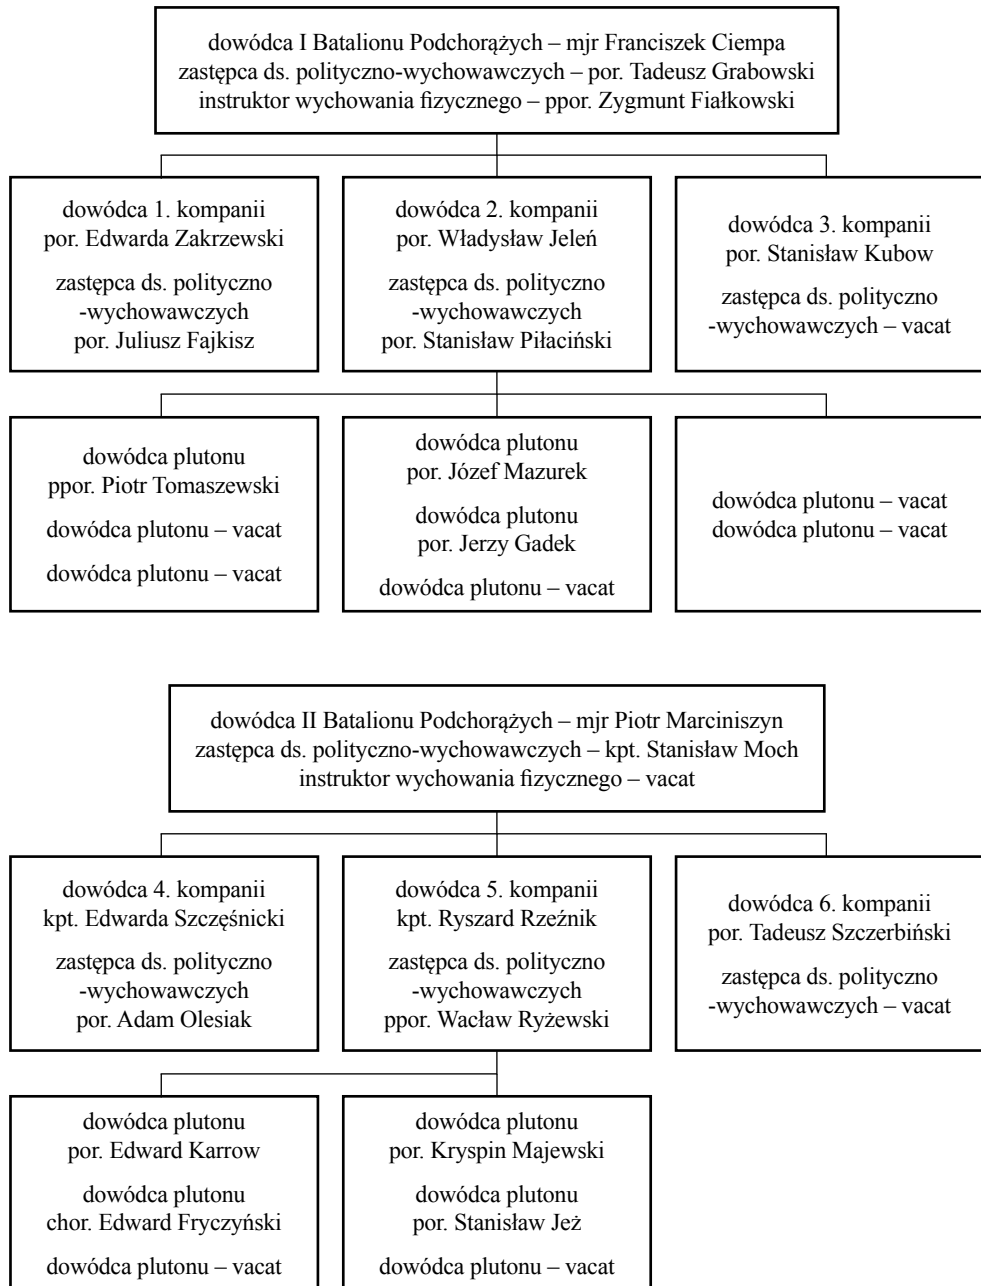 dowódca I Batalionu Podchorążych – mjr Franciszek Ciempa
zastępca ds. polityczno-wychowawczych – por. Tadeusz Grabowski
instruktor wychowania fizycznego – ppor. Zygmunt Fiałkowski
dowódca 1. kompanii
por. Edwarda Zakrzewski
zastępca ds. polityczno
-wychowawczych
por. Juliusz Fajkisz
dowódca 2. kompanii
por. Władysław Jeleń
zastępca ds. polityczno
-wychowawczych
por. Stanisław Piłaciński
dowódca 3. kompanii
por. Stanisław Kubow
zastępca ds. polityczno
-wychowawczych – vacat
dowódca plutonu
ppor. Piotr Tomaszewski
dowódca plutonu – vacat
dowódca plutonu – vacat
dowódca plutonu
por. Józef Mazurek
dowódca plutonu
por. Jerzy Gadek
dowódca plutonu – vacat
dowódca plutonu – vacat
dowódca plutonu – vacat
dowódca II Batalionu Podchorążych – mjr Piotr Marciniszyn
zastępca ds. polityczno-wychowawczych – kpt. Stanisław Moch
instruktor wychowania fizycznego – vacat
dowódca 4. kompanii
kpt. Edwarda Szczęśnicki
zastępca ds. polityczno
-wychowawczych
por. Adam Olesiak
dowódca 5. kompanii
kpt. Ryszard Rzeźnik
zastępca ds. polityczno
-wychowawczych
ppor. Wacław Ryżewski
dowódca 6. kompanii
por. Tadeusz Szczerbiński
zastępca ds. polityczno
-wychowawczych – vacat
dowódca plutonu
por. Edward Karrow
dowódca plutonu
chor. Edward Fryczyński
dowódca plutonu – vacat
dowódca plutonu
por. Kryspin Majewski
dowódca plutonu
por. Stanisław Jeż
dowódca plutonu – vacat